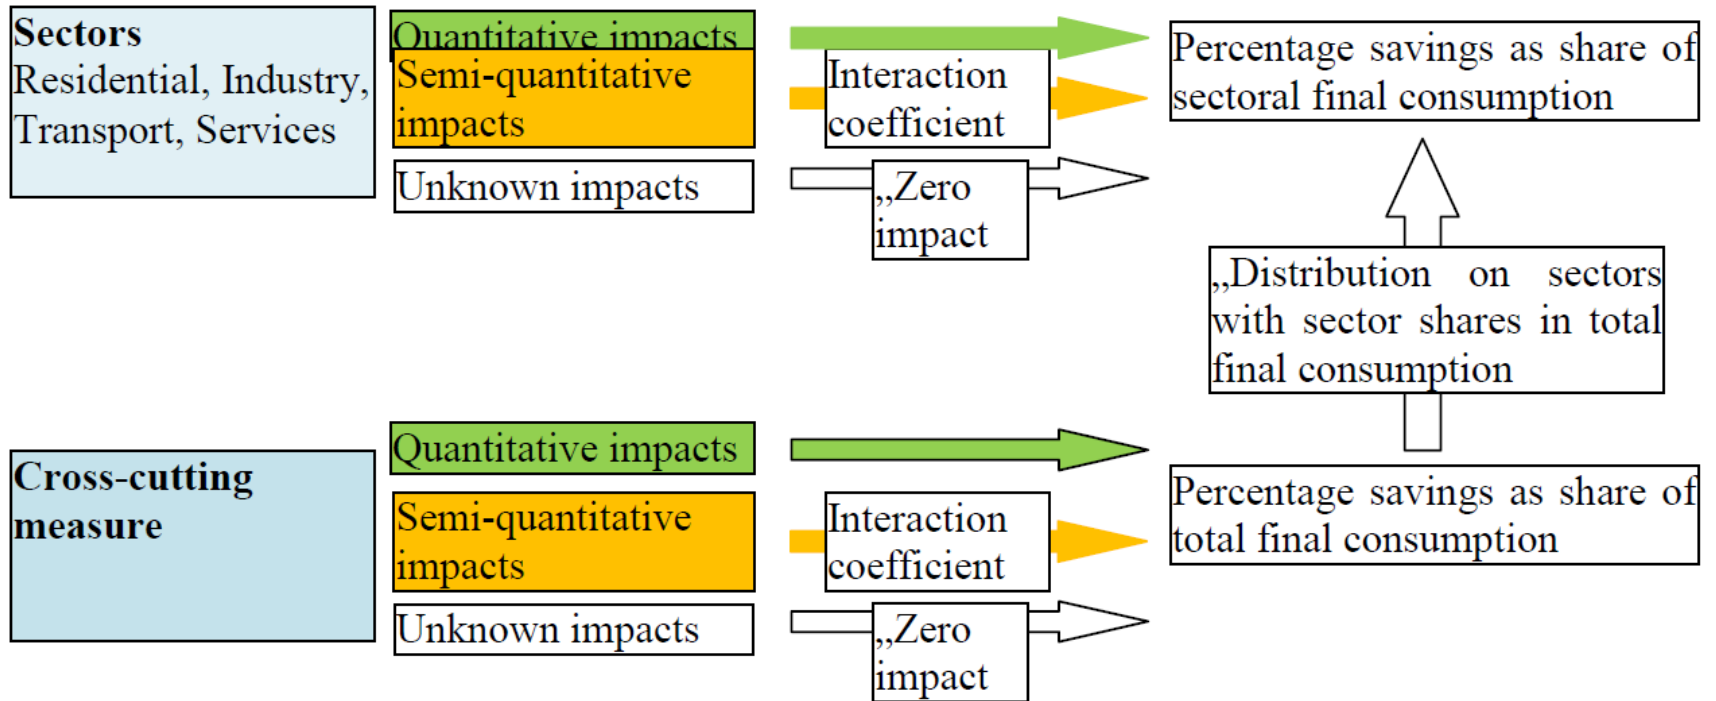 Sectors
Residential, Industry,
Transport, Services
Quantitative impacts
Semi-quantitative
impacts
Unknown impacts
Interaction
coefficient
„Zero
impact
Percentage savings as share of
sectoral final consumption
„Distribution on sectors
with sector shares in total
final consumption
Cross-cutting
measure
Quantitative impacts
Semi-quantitative
impacts
Unknown impacts
Interaction
coefficient
„Zero
impact
Percentage savings as share of
total final consumption